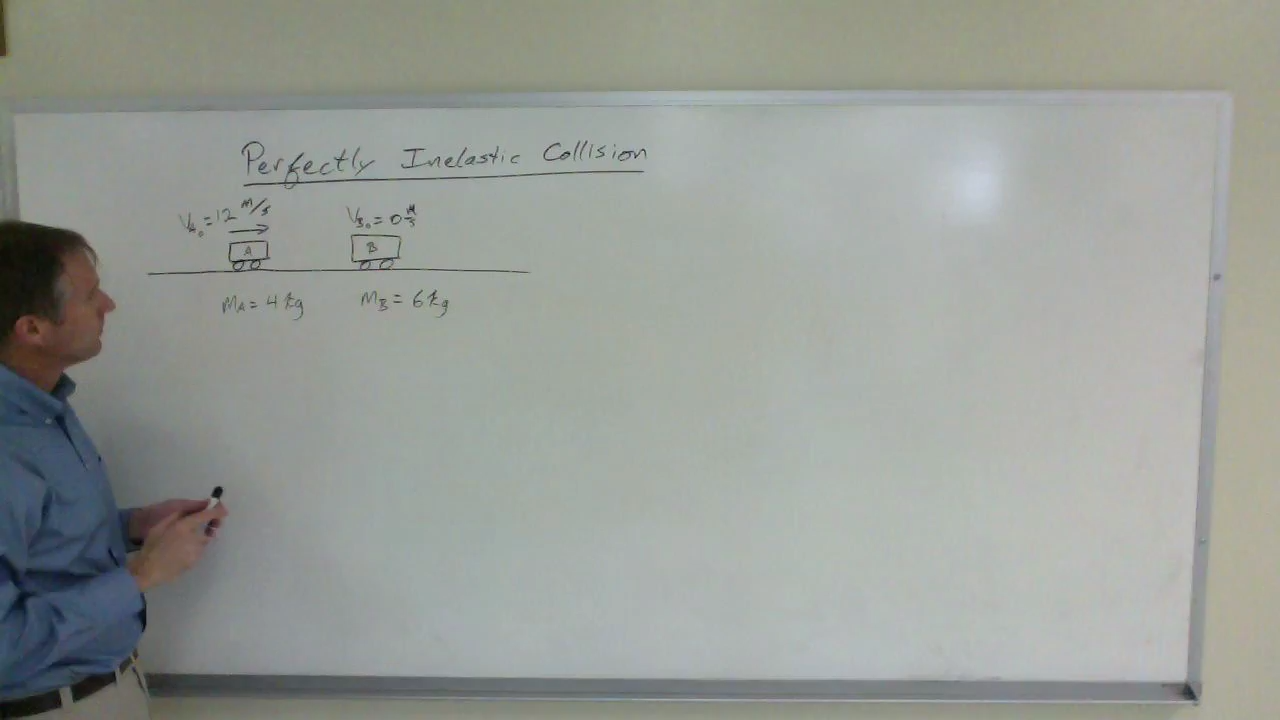 Perfectly Inelastic Collision
V_A₀ = 12 m/s
V_B₀ = 0 m/s
A
B
m_A = 4 kg
m_B = 6 kg